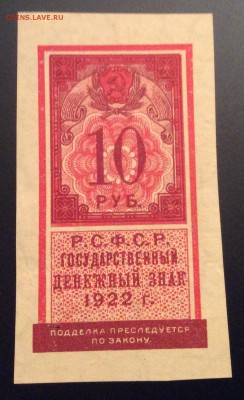 COINS.LAVE.RU
10
РУБ.
Р.С.Ф.С.Р.
ГОСУДАРСТВЕННЫЙ
ДЕНЕЖНЫЙ ЗНАК
1922 г.
ПОДДЕЛКА ПРЕСЛЕДУЕТСЯ
ПО ЗАКОНУ.